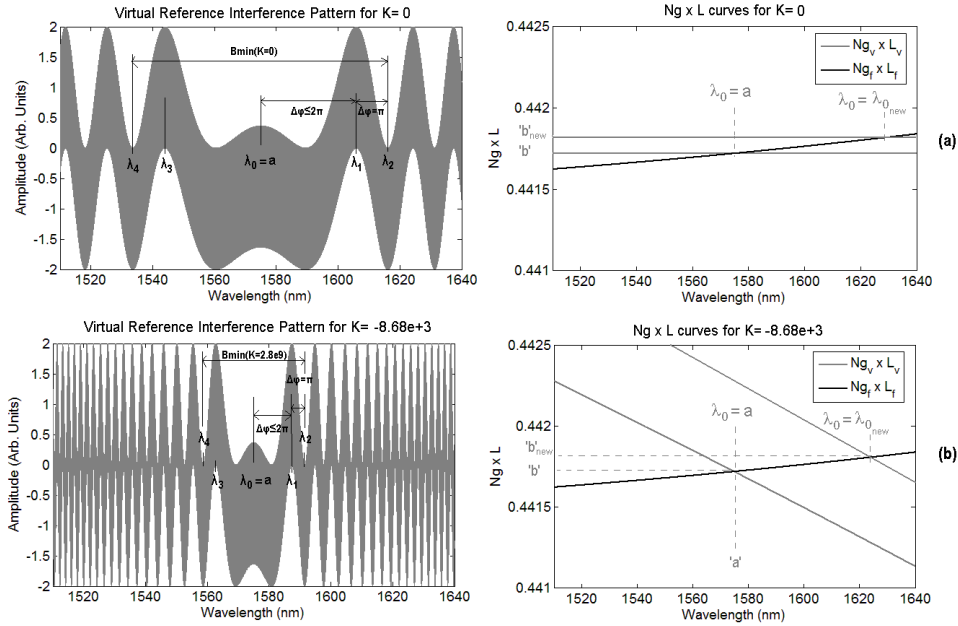 Virtual Reference Interference Pattern for K= 0
2
1.5
1
0.5
0
-0.5
-1
-1.5
-2
Amplitude (Arb. Units)
Bmin(K=0)
Δφ≤2π
Δφ=π
λ4
λ3
λ0 = a
λ1
λ2
1520
1540
1560
1580
1600
1620
1640
Wavelength (nm)
Ng x L curves for K= 0
0.4425
0.442
0.4415
0.441
Ng x L
Ngv x Lv
Ngf x Lf
λ0 = a
λ0 = λ0new
'b'new
'b'
1520
1540
1560
1580
1600
1620
1640
Wavelength (nm)
(a)
Virtual Reference Interference Pattern for K= -8.68e+3
2
1.5
1
0.5
0
-0.5
-1
-1.5
-2
Amplitude (Arb. Units)
Bmin(K=2.8e9)
Δφ=π
Δφ≤2π
λ4
λ2
λ3
λ0 = a
λ1
1520
1540
1560
1580
1600
1620
1640
Wavelength (nm)
Ng x L curves for K= -8.68e+3
0.4425
0.442
0.4415
0.441
Ng x L
Ngv x Lv
Ngf x Lf
λ0 = a
λ0 = λ0new
'b'new
'b'
'a'
1520
1540
1560
1580
1600
1620
1640
Wavelength (nm)
(b)